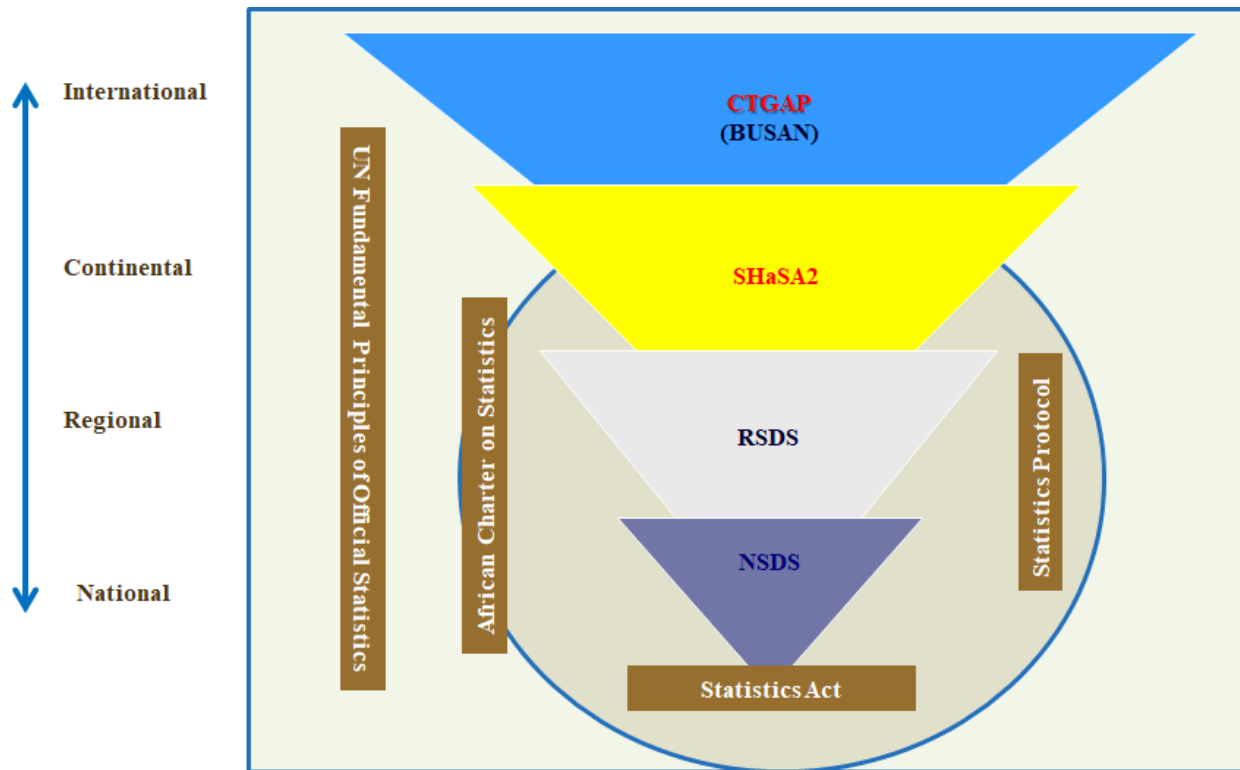 International
CTGAP
(BUSAN)
UN Fundamental Principles of Official Statistics
Continental
SHaSA2
African Charter on Statistics
Statistics Protocol
Regional
RSDS
NSDS
National
Statistics Act